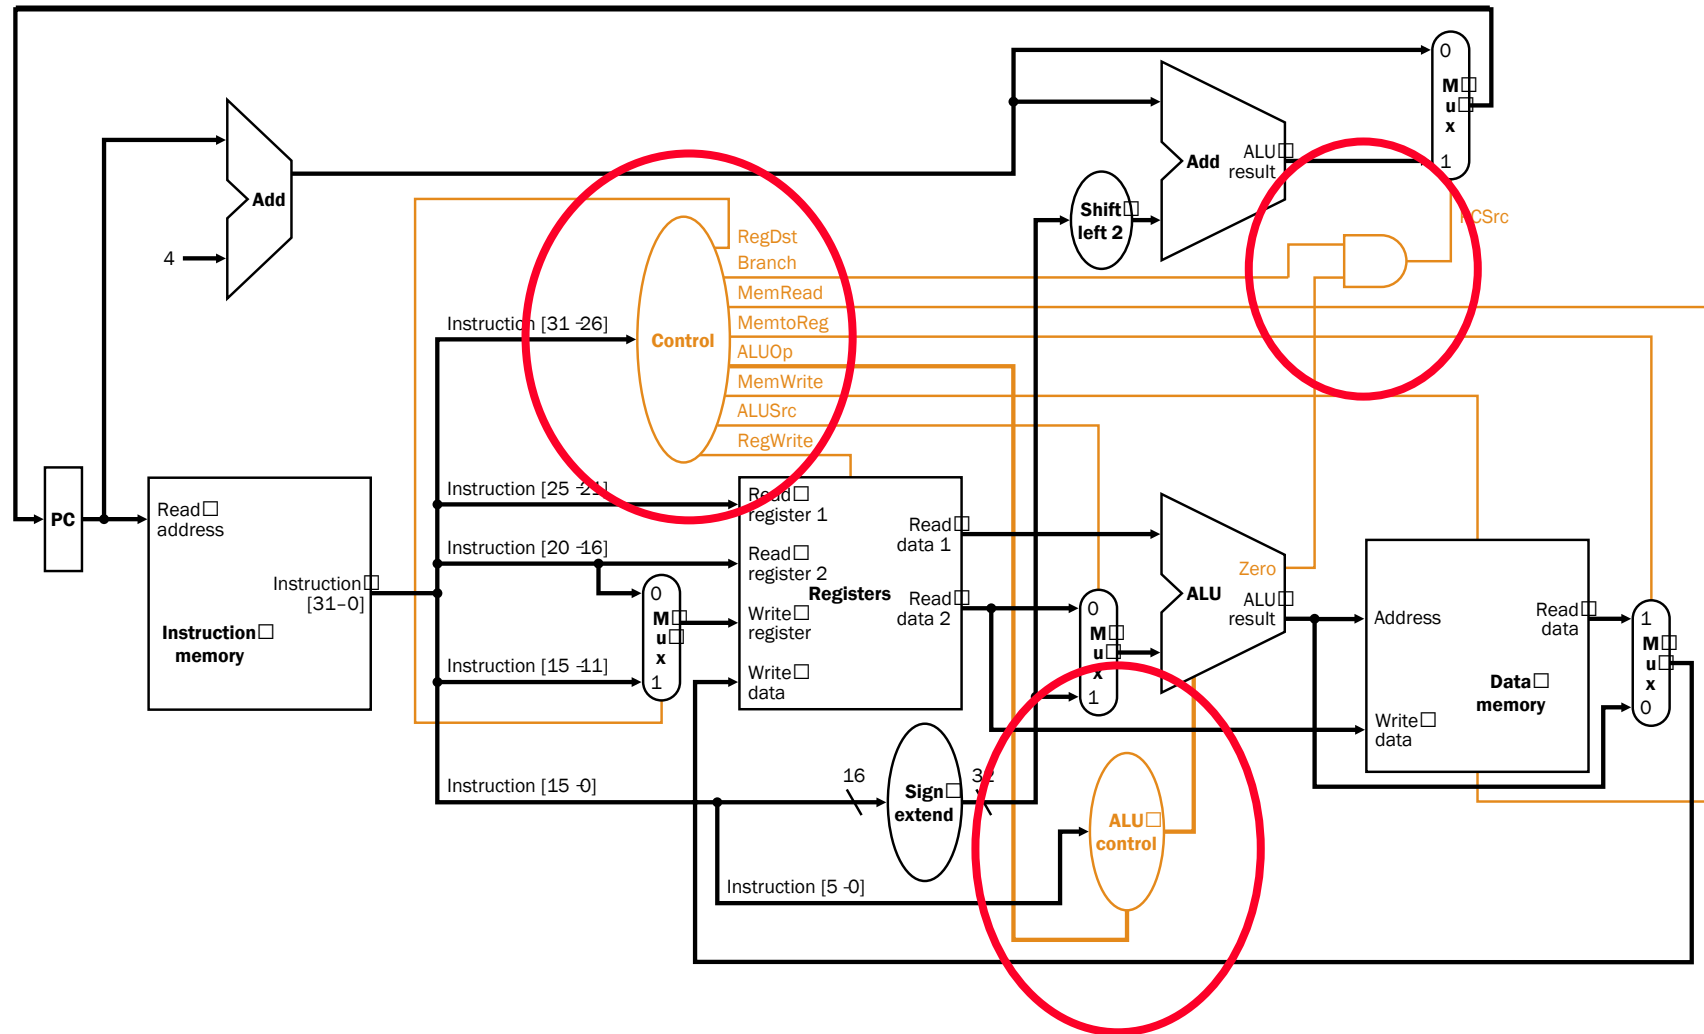 0
M
u
x
1
Add
ALU
result
Add
4
Shift
left 2
PCSrc
RegDst
Branch
MemRead
MemtoReg
ALUOp
MemWrite
ALUSrc
RegWrite
Control
Instruction [31-26]
Instruction [25-21]
Instruction [20-16]
Instruction [15-11]
Instruction [15-0]
Instruction [5-0]
PC
Read
address
Instruction
[31-0]
Instruction
memory
0
M
u
x
1
Read
register 1
Read
register 2
Write
register
Write
data
Registers
Read
data 1
Read
data 2
16
Sign
extend
32
0
M
u
x
1
Zero
ALU
ALU
result
ALU
control
Address
Write
data
Read
data
Data
memory
1
M
u
x
0